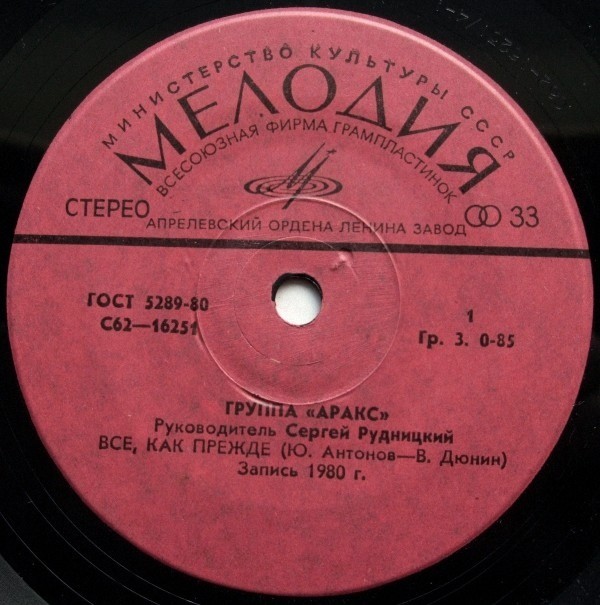 МИНИСТЕРСТВО КУЛЬТУРЫ СССР
МЕЛОДИЯ
ВСЕСОЮЗНАЯ ФИРМА ГРАМПЛАСТИНОК
СТЕРЕО
33
АПРЕЛЕВСКИЙ ОРДЕНА ЛЕНИНА ЗАВОД
ГОСТ 5289-80
С62—16251
1
Гр. 3. 0-85
ГРУППА «АРАКС»
Руководитель Сергей Рудницкий
ВСЕ, КАК ПРЕЖДЕ (Ю. Антонов—В. Дюнин)
Запись 1980 г.